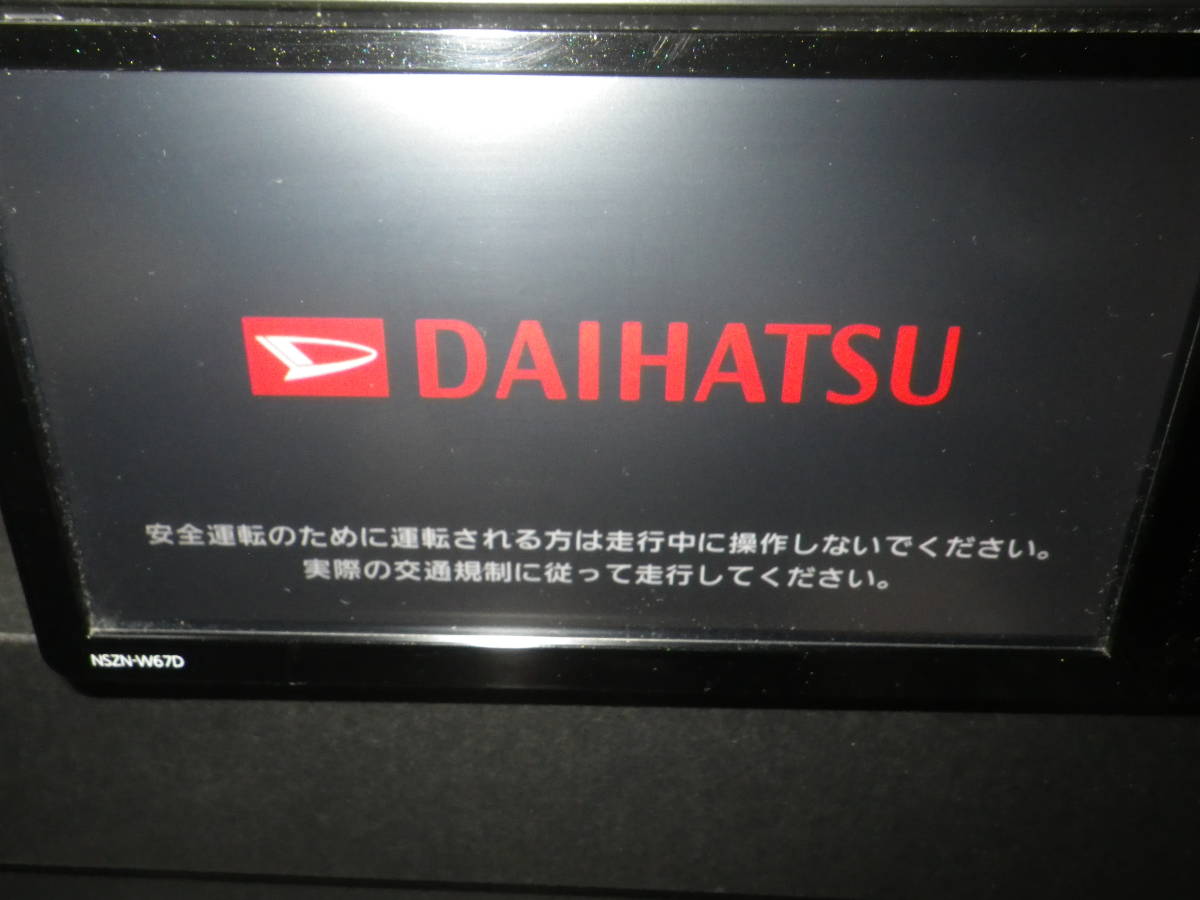 DAIHATSU
安全運転のために運転される方は走行中に操作しないでください。
実際の交通規制に従って走行してください。
NSZN-W67D